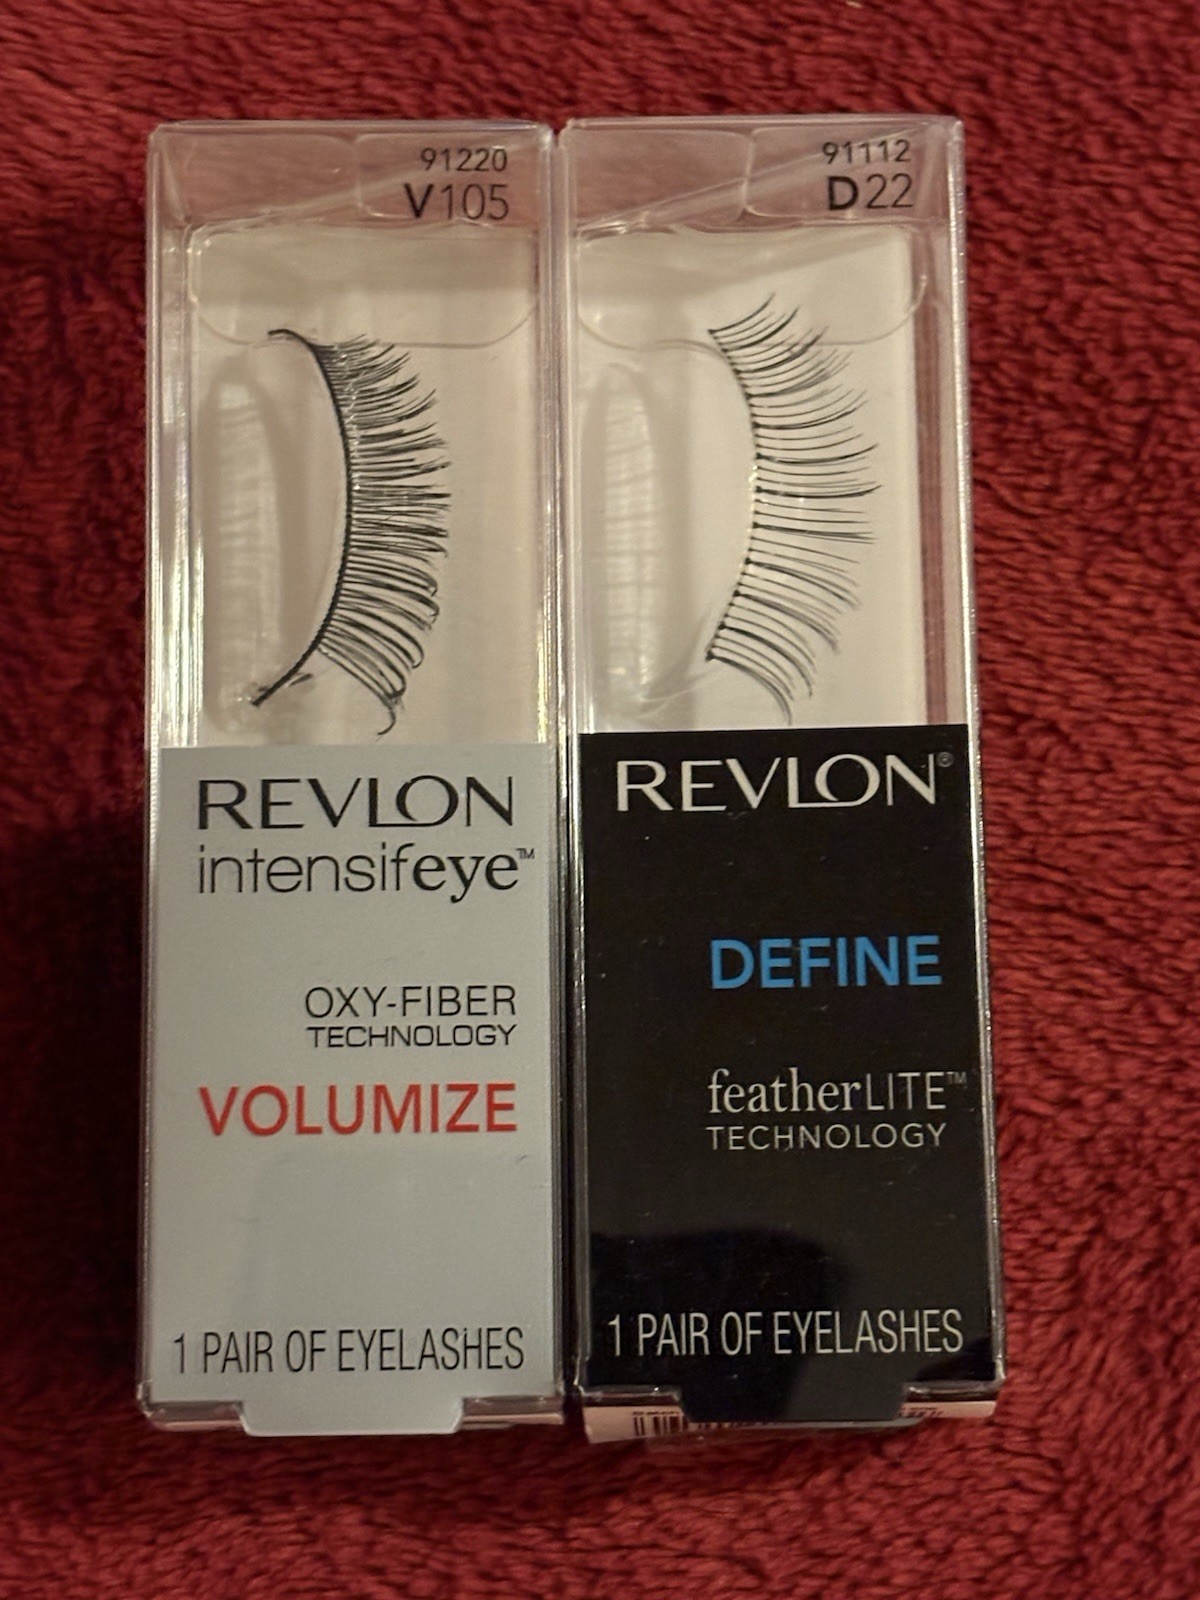 91220
V105
REVLON
intensifeye™
OXY-FIBER
TECHNOLOGY
VOLUMIZE
1 PAIR OF EYELASHES
91112
D22
REVLON®
DEFINE
featherLITE™
TECHNOLOGY
1 PAIR OF EYELASHES